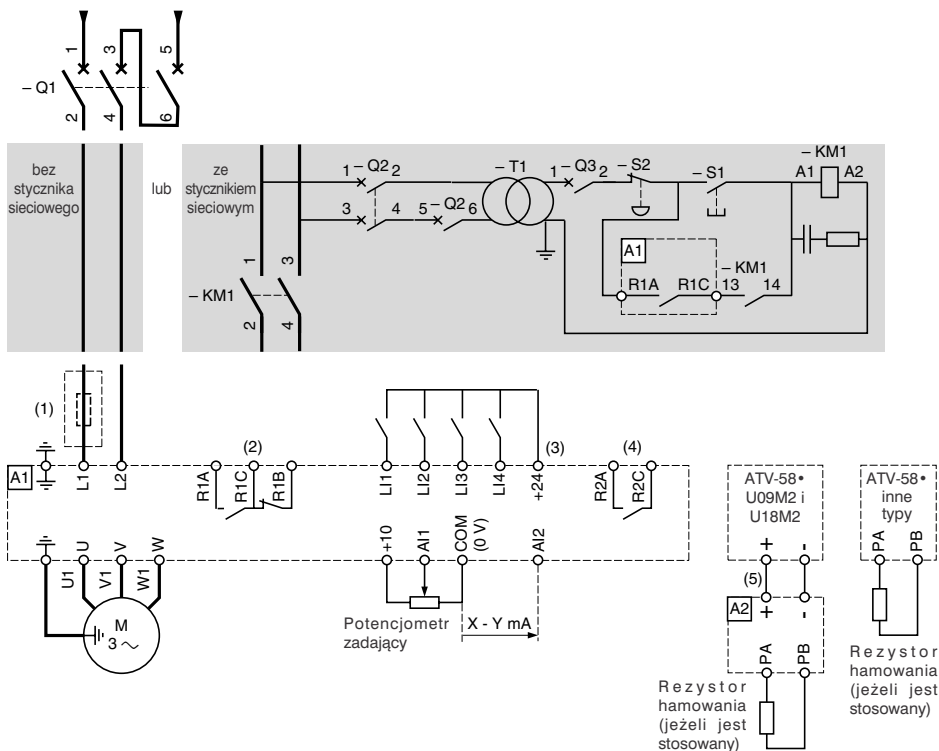 1
3
5
– Q1
2
4
6
bez
stycznika
sieciowego
lub
ze
stycznikiem
sieciowym
1 – Q2 2
3 4 5 – Q2 6
– T1
1 – Q3 2
– S2
– S1
– KM1
A1 A2
A1
R1A R1C
– KM1
13 14
1 3
– KM1
2 4
(1)
(2)
(3)
(4)
A1
L1
L2
R1A
R1C
R1B
LI1
LI2
LI3
LI4
+24
R2A
R2C
U
V
W
+10
AI1
COM
(0 V)
AI2
U1
V1
W1
M
3 ~
Potencjometr
zadający
X - Y mA
ATV-58•
U09M2 i
U18M2
+ -
(5)
A2
+ -
PA
PB
Rezystor
hamowania
(jeżeli jest
stosowany)
ATV-58•
inne
typy
PA
PB
Rezystor
hamowania
(jeżeli jest
stosowany)